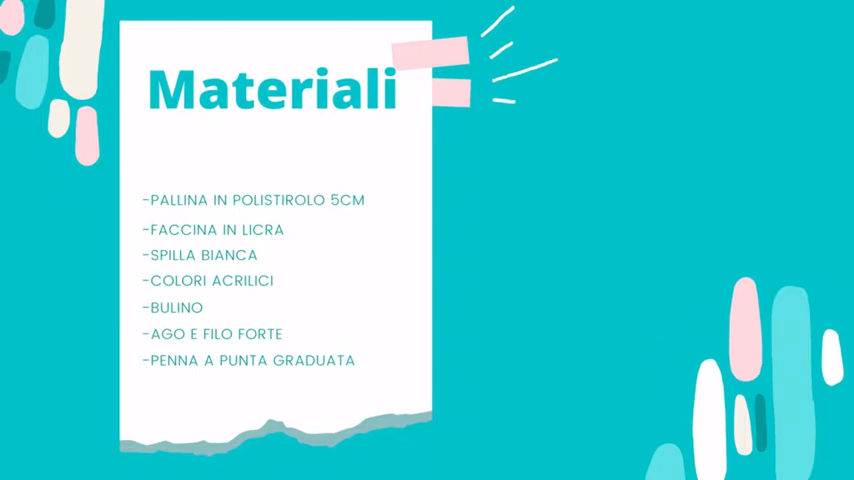 Materiali
-PALLINA IN POLISTIROLO 5CM
-FACCINA IN LICRA
-SPILLA BIANCA
-COLORI ACRILICI
-BULINO
-AGO E FILO FORTE
-PENNA A PUNTA GRADUATA